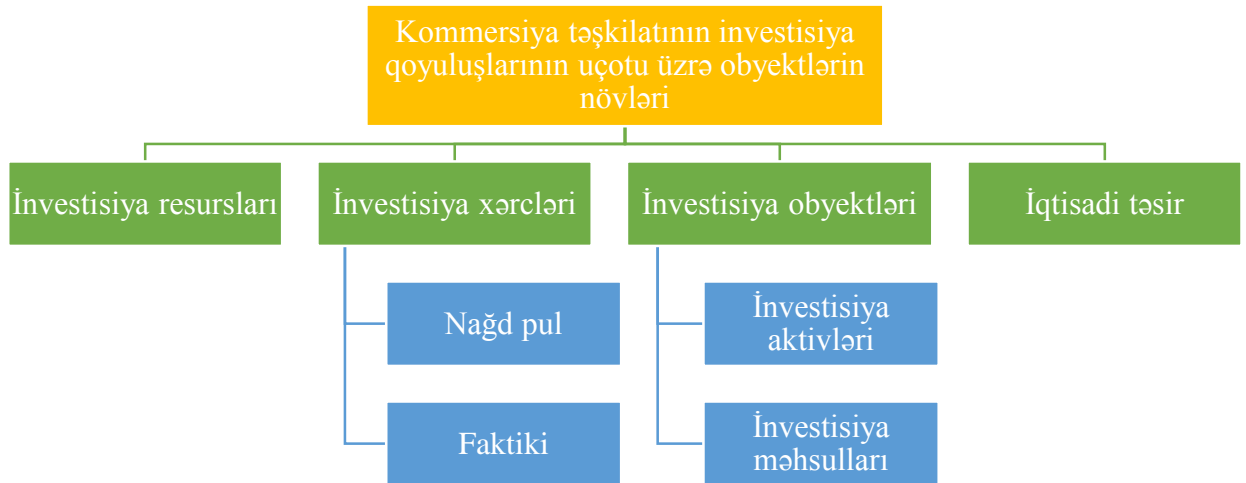 Kommersiya təşkilatının investisiya
qoyuluşlarının uçotu üzrə obyektlərin
növləri
İnvestisiya resursları
İnvestisiya xərcləri
İnvestisiya obyektləri
İqtisadi təsir
Nağd pul
Faktiki
İnvestisiya
aktivləri
İnvestisiya
məhsulları